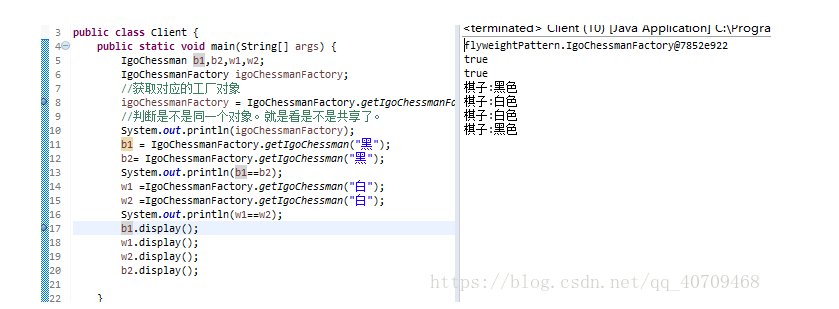 3 public class Client {
4 public static void main(String[] args) {
5 IgoChessman b1,b2,w1,w2;
6 IgoChessmanFactory igoChessmanFactory;
7 //获取对应的工厂对象
8 igoChessmanFactory = IgoChessmanFactory.getIgoChessmanFa
9 //判断是不是同一个对象。就是看是不是共享了。
10 System.out.println(igoChessmanFactory);
11 b1 = IgoChessmanFactory.getIgoChessman("黑");
12 b2= IgoChessmanFactory.getIgoChessman("黑");
13 System.out.println(b1==b2);
14 w1 =IgoChessmanFactory.getIgoChessman("白");
15 w2 =IgoChessmanFactory.getIgoChessman("白");
16 System.out.println(w1==w2);
17 b1.display();
18 w1.display();
19 w2.display();
20 b2.display();
21
22 }
<terminated> Client (10) [Java Application] C:\Progra
FlyweightPattern.IgoChessmanFactory@7852e922
true
true
棋子:黑色
棋子:白色
棋子:白色
棋子:黑色
https://blog.csdn.net/qq_40709468